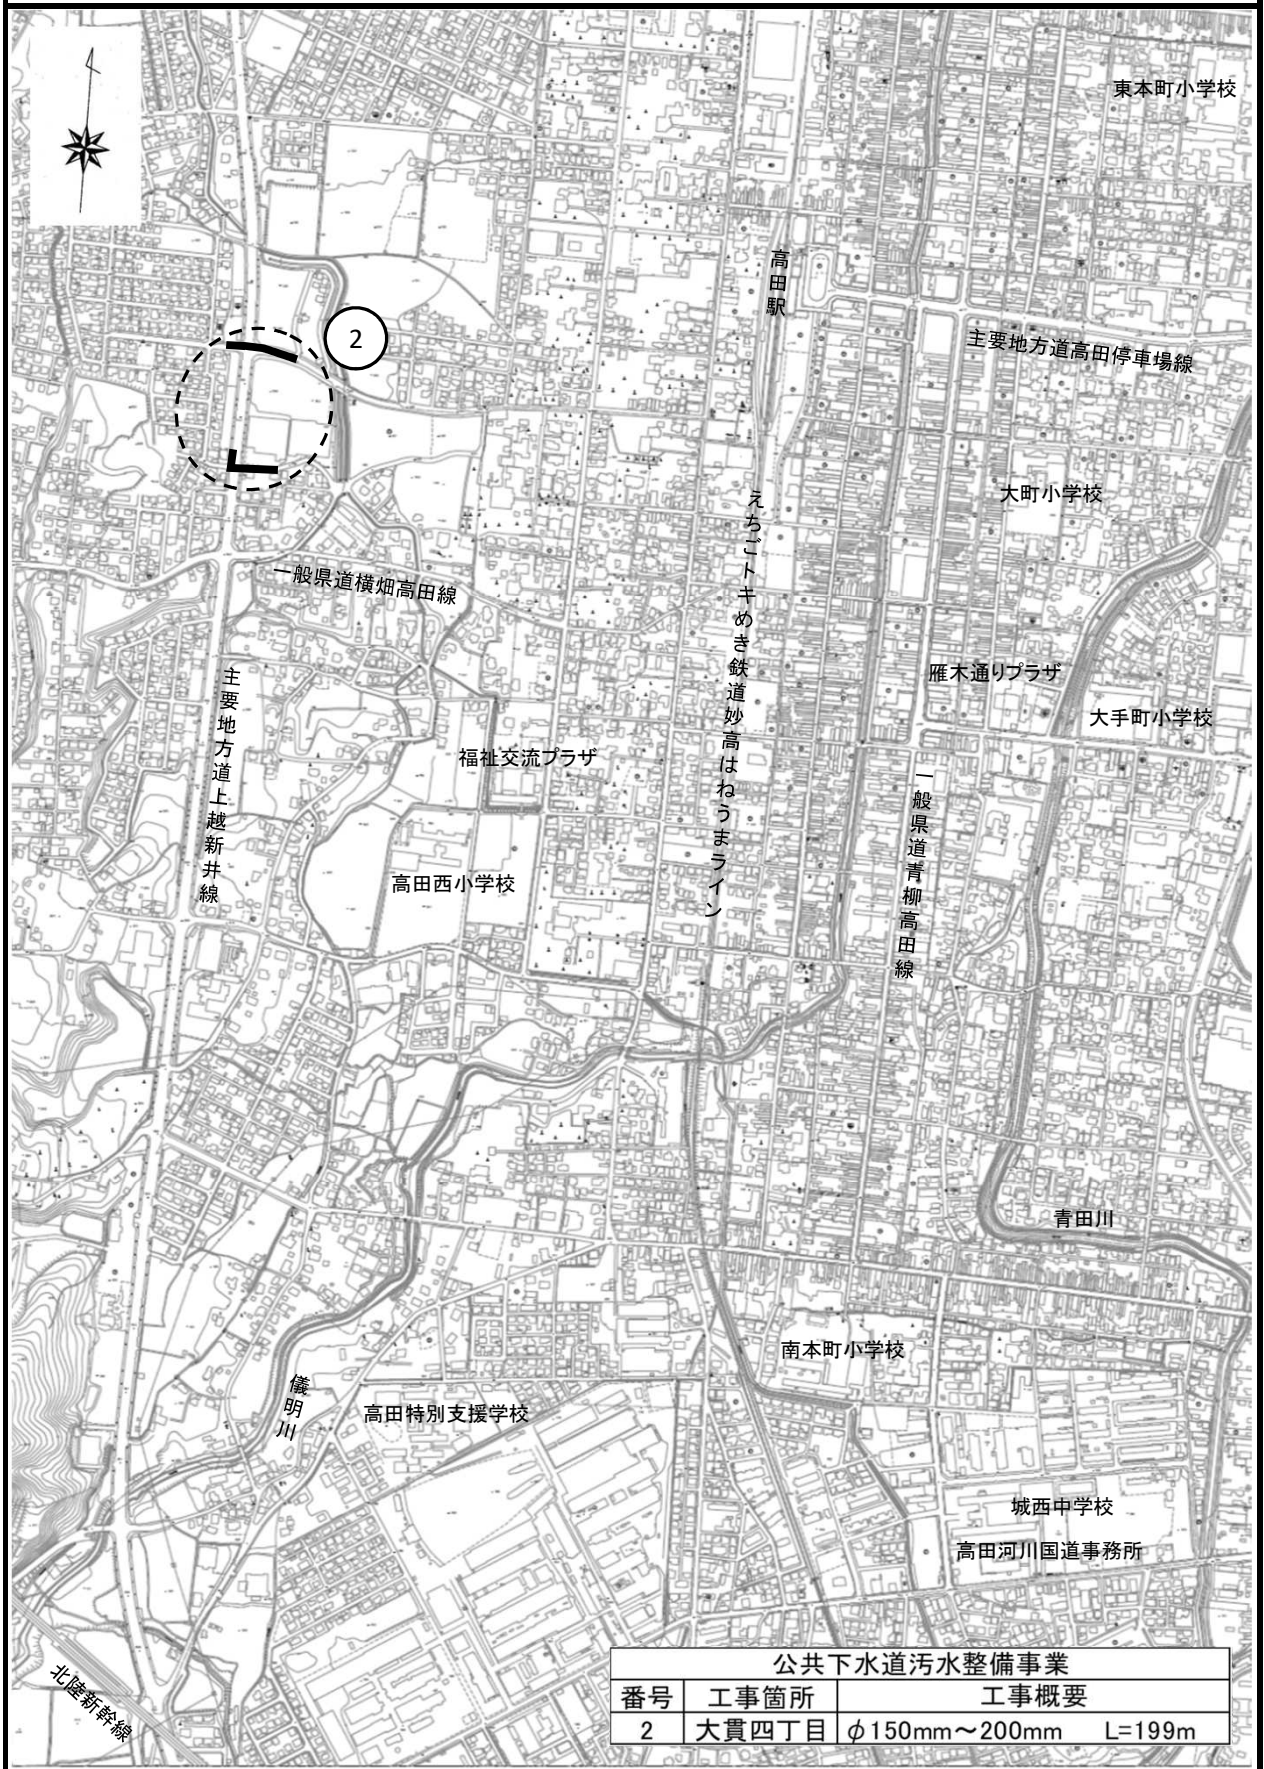 東本町小学校
高田駅
2
主要地方道高田停車場線
大町小学校
えちごトキめき鉄道妙高はねうまライン
一般県道横畑高田線
雁木通りプラザ
主要地方道上越新井線
大手町小学校
福祉交流プラザ
一般県道青柳高田線
高田西小学校
青田川
南本町小学校
儀明川
高田特別支援学校
城西中学校
高田河川国道事務所
北陸新幹線
公共下水道汚水整備事業
番号 工事箇所 工事概要
2 大貫四丁目 φ150mm～200mm L=199m